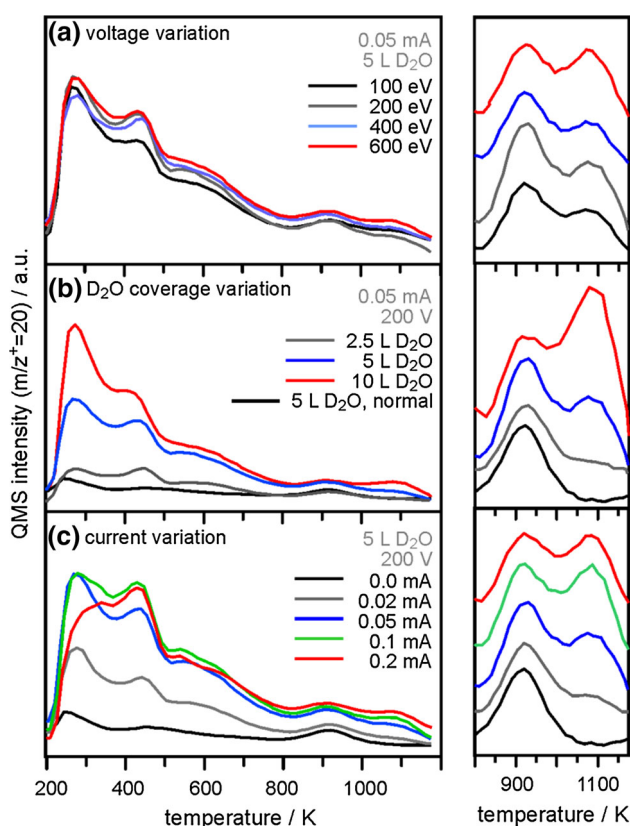 (a) voltage variation
0.05 mA
5 L D₂O
100 eV
200 eV
400 eV
600 eV
(b) D₂O coverage variation
0.05 mA
200 V
2.5 L D₂O
5 L D₂O
10 L D₂O
5 L D₂O, normal
(c) current variation
5 L D₂O
200 V
0.0 mA
0.02 mA
0.05 mA
0.1 mA
0.2 mA
QMS intensity (m/z⁺=20) / a.u.
200 400 600 800 1000
temperature / K
900 1100
temperature / K